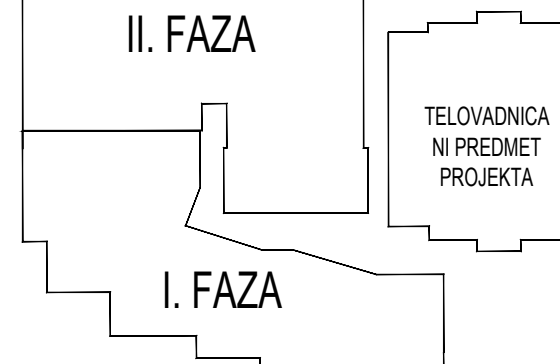 II. FAZA
TELOVADNICA
NI PREDMET
PROJEKTA
I. FAZA